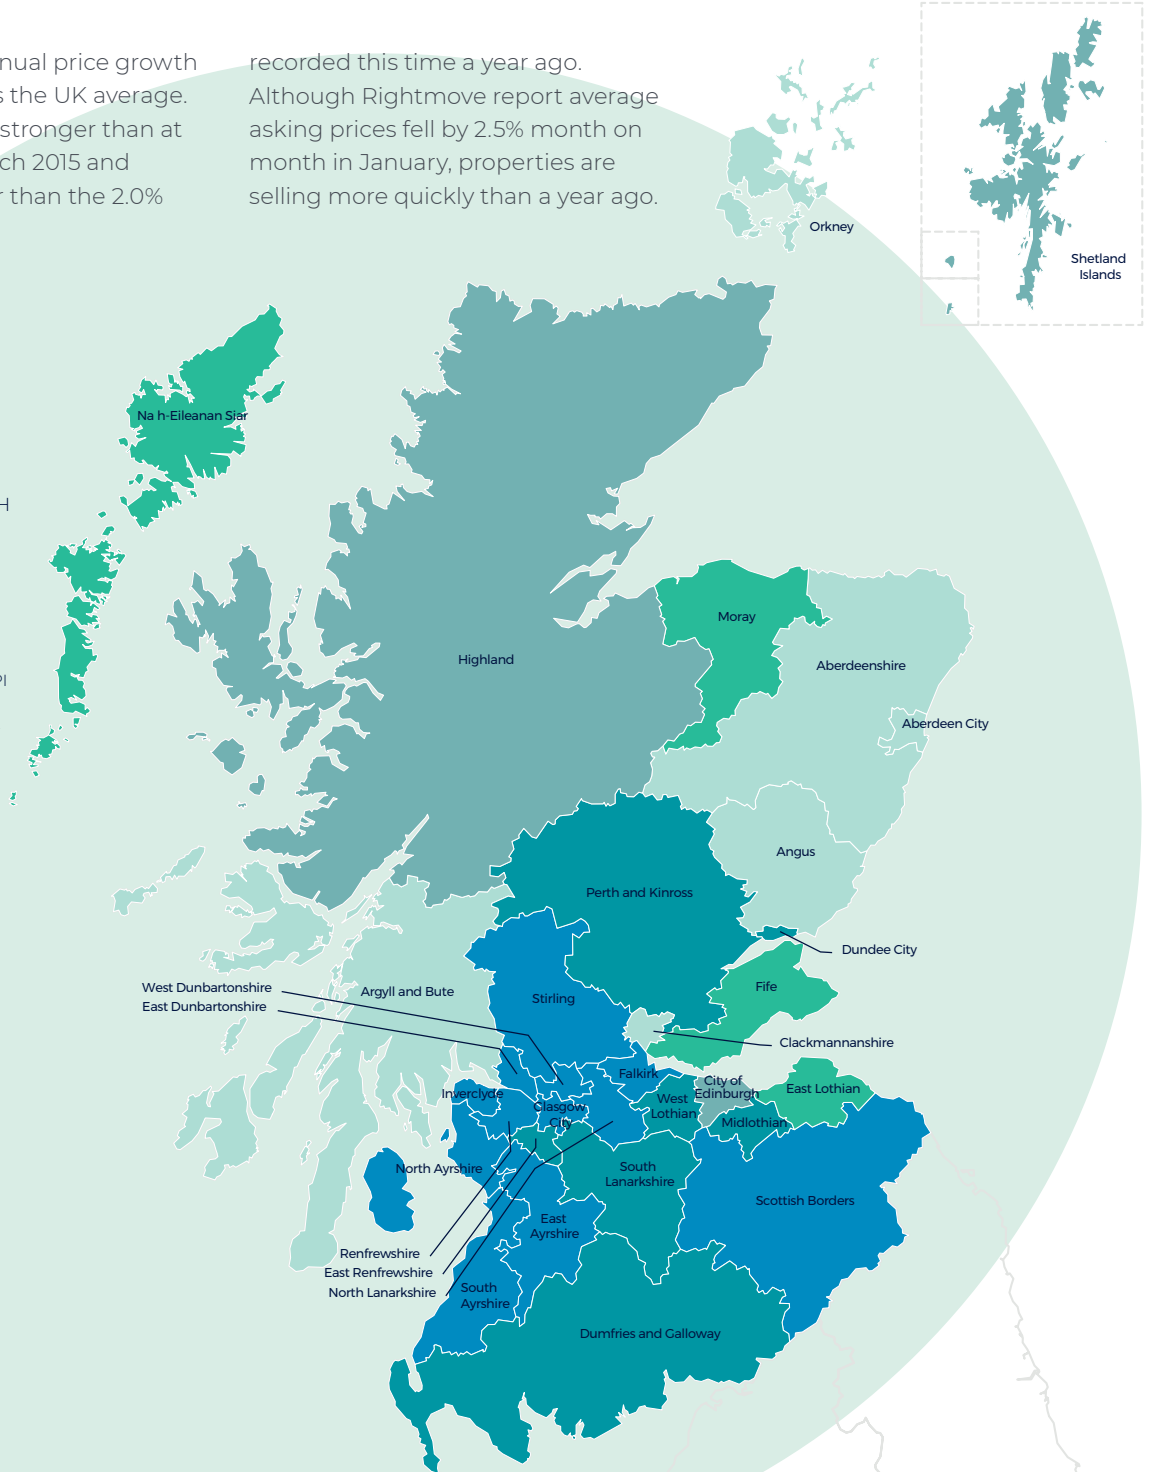 nual price growth
s the UK average.
stronger than at
ch 2015 and
r than the 2.0%
recorded this time a year ago.
Although Rightmove report average
asking prices fell by 2.5% month on
month in January, properties are
selling more quickly than a year ago.
Orkney
Shetland
Islands
Na h-Eileanan Siar
H
Moray
Highland
Aberdeenshire
PI
Aberdeen City
Angus
Perth and Kinross
Dundee City
West Dunbartonshire
East Dunbartonshire
Argyll and Bute
Stirling
Fife
Clackmannanshire
Falkirk
City of
Edinburgh
East Lothian
Inverclyde
Glasgow
City
West
Lothian
Midlothian
North Ayrshire
South
Lanarkshire
Scottish Borders
East
Ayrshire
Renfrewshire
East Renfrewshire
North Lanarkshire
South
Ayrshire
Dumfries and Galloway